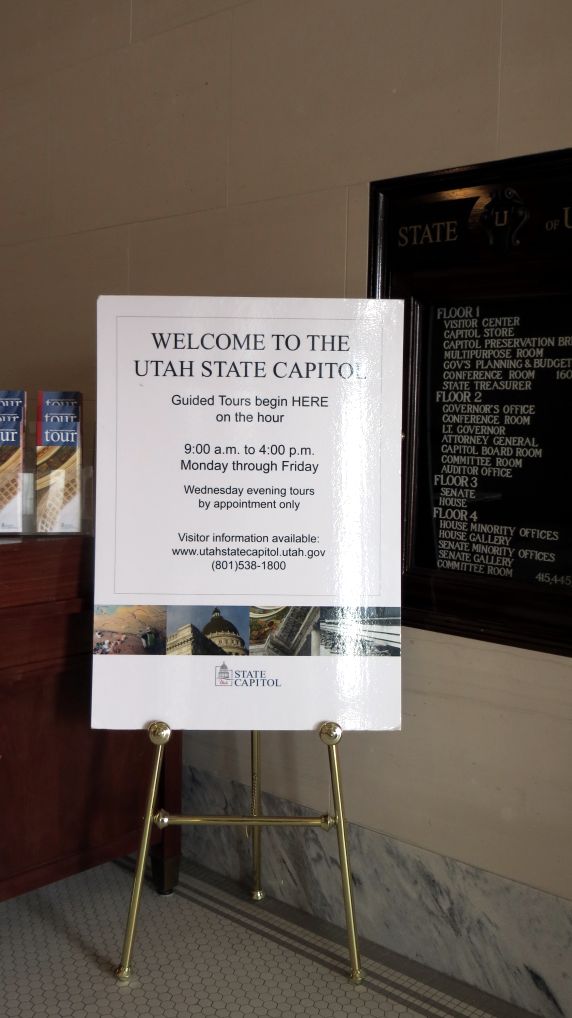 WELCOME TO THE
UTAH STATE CAPITOL
Guided Tours begin HERE
on the hour
9:00 a.m. to 4:00 p.m.
Monday through Friday
Wednesday evening tours
by appointment only
Visitor information available:
www.utahstatecapitol.utah.gov
(801)538-1800
STATE
CAPITOL
tour
tour
STATE U OF U
FLOOR 1
VISITOR CENTER
CAPITOL STORE
CAPITOL PRESERVATION BR
MULTIPURPOSE ROOM
GOV'S PLANNING & BUDGET
CONFERENCE ROOM 160
STATE TREASURER
FLOOR 2
GOVERNOR'S OFFICE
CONFERENCE ROOM
LT. GOVERNOR
ATTORNEY GENERAL
CAPITOL BOARD ROOM
COMMITTEE ROOM
AUDITOR OFFICE
FLOOR 3
SENATE
HOUSE
FLOOR 4
HOUSE MINORITY OFFICES
HOUSE GALLERY
SENATE MINORITY OFFICES
SENATE GALLERY
COMMITTEE ROOM 415,445